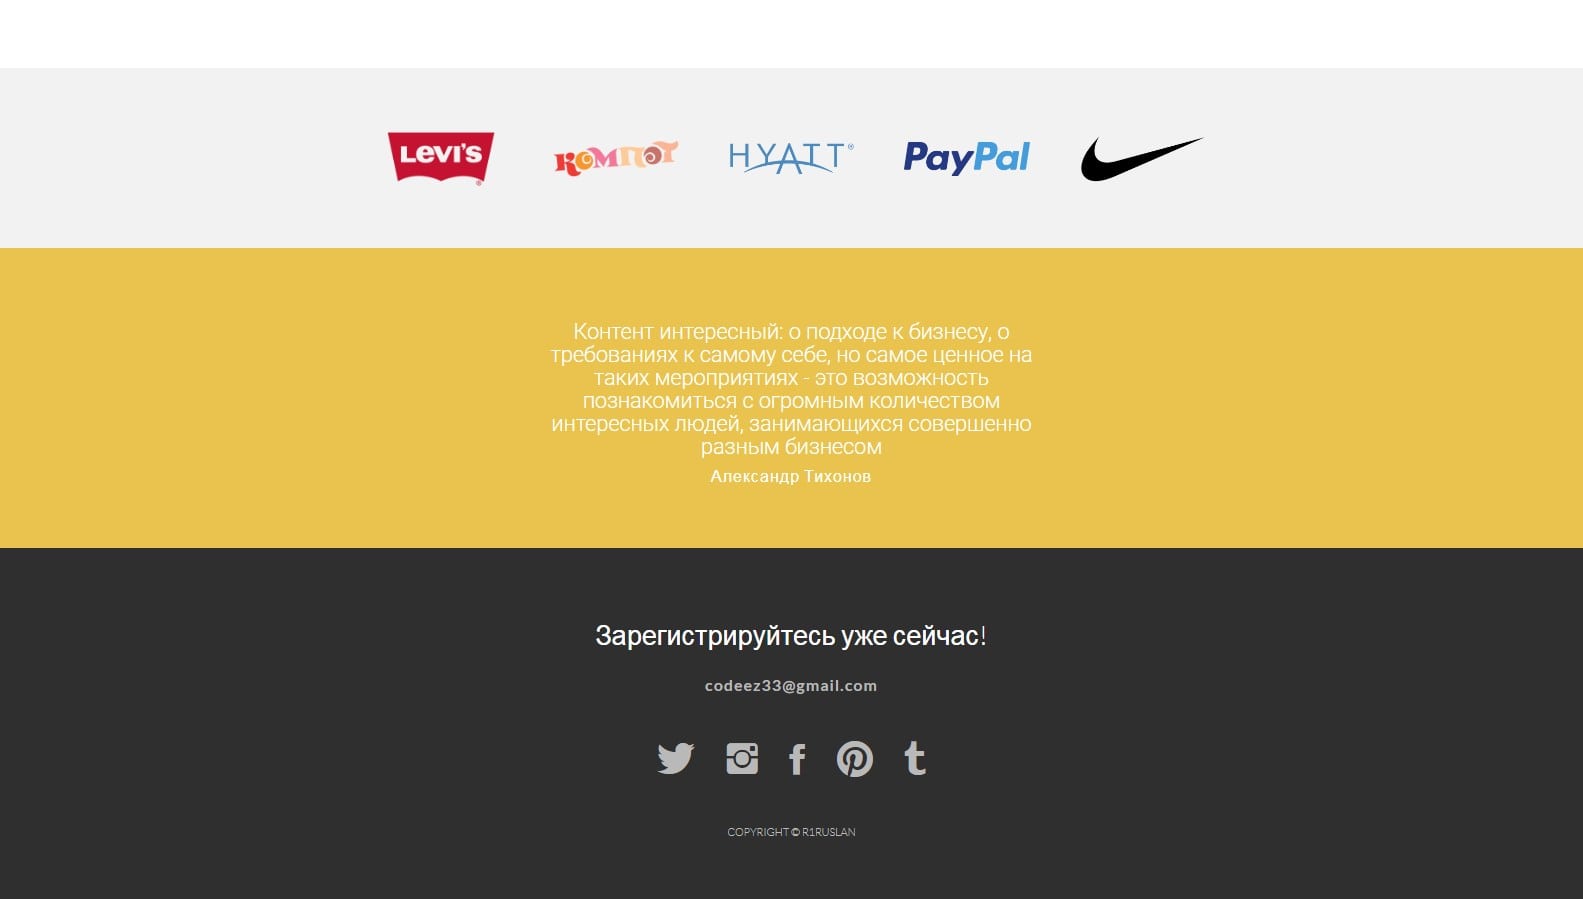 LEVI'S ®
КОМПОТ
HYATT ®
PayPal
Контент интересный: о подходе к бизнесу, о
требованиях к самому себе, но самое ценное на
таких мероприятиях - это возможность
познакомиться с огромным количеством
интересных людей, занимающихся совершенно
разным бизнесом
Александр Тихонов
Зарегистрируйтесь уже сейчас!
codeez33@gmail.com
COPYRIGHT © R1RUSLAN